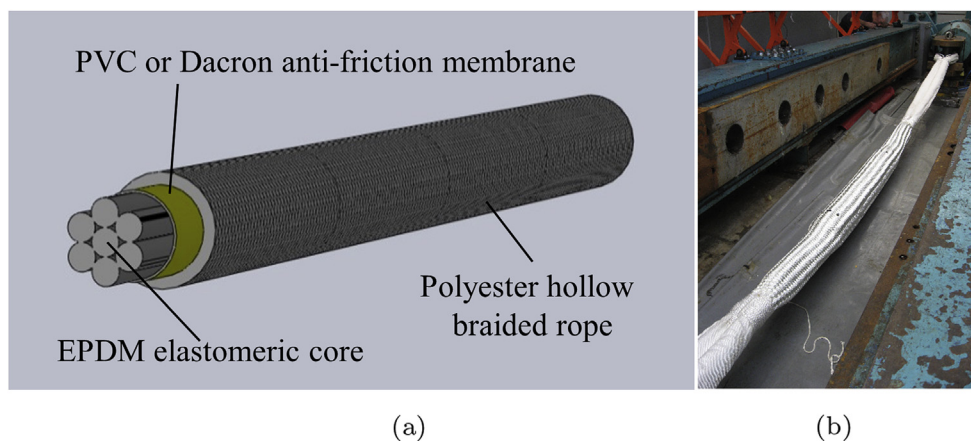 PVC or Dacron anti-friction membrane
Polyester hollow
braided rope
EPDM elastomeric core
(a)
(b)